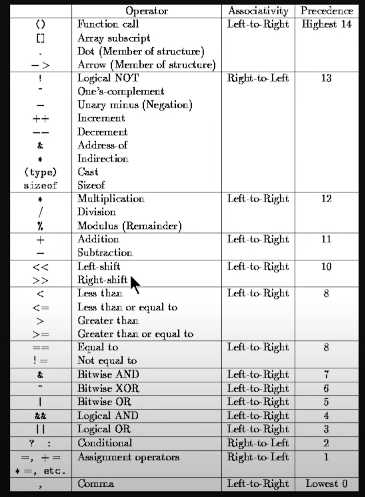 Operator Associativity Precedence
() Function call Left-to-Right Highest 14
[] Array subscript
. Dot (Member of structure)
-> Arrow (Member of structure)
! Logical NOT Right-to-Left 13
~ One's-complement
- Unary minus (Negation)
++ Increment
-- Decrement
& Address-of
* Indirection
(type) Cast
sizeof Sizeof
* Multiplication Left-to-Right 12
/ Division
% Modulus (Remainder)
+ Addition Left-to-Right 11
- Subtraction
<< Left-shift Left-to-Right 10
>> Right-shift
< Less than Left-to-Right 8
<= Less than or equal to
> Greater than
>= Greater than or equal to
== Equal to Left-to-Right 8
!= Not equal to
& Bitwise AND Left-to-Right 7
^ Bitwise XOR Left-to-Right 6
| Bitwise OR Left-to-Right 5
&& Logical AND Left-to-Right 4
|| Logical OR Left-to-Right 3
? : Conditional Right-to-Left 2
=, += Assignment operators Right-to-Left 1
*=, etc.
, Comma Left-to-Right Lowest 0